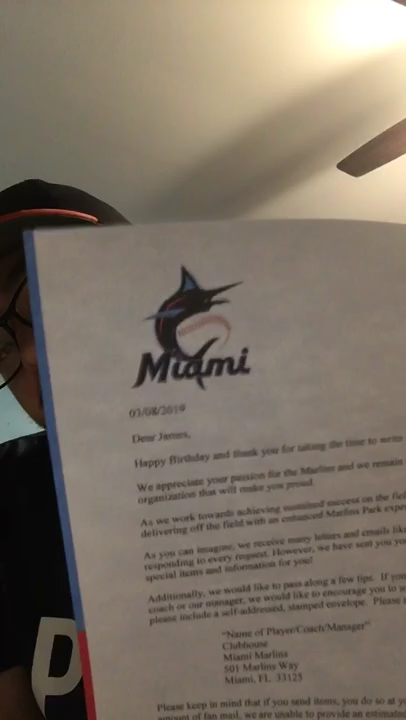 Miami
03/08/2019
Dear James,
Happy Birthday and thank you for taking the time to write
We appreciate your passion for the Marlins and we remain
organization that will make you proud.
As we work towards achieving sustained success on the fiel
delivering off the field with an enhanced Marlins Park expe
As you can imagine, we receive many letters and emails lik
responding to every request. However, we have sent you yo
special items and information for you!
Additionally, we would like to pass along a few tips. If you
coach or our manager, we would like to encourage you to w
please include a self-addressed, stamped envelope. Please
"Name of Player/Coach/Manager"
Clubhouse
Miami Marlins
501 Marlins Way
Miami, FL 33125
Please keep in mind that if you send items, you do so at yo
amount of fan mail, we are unable to provide an estimated
P